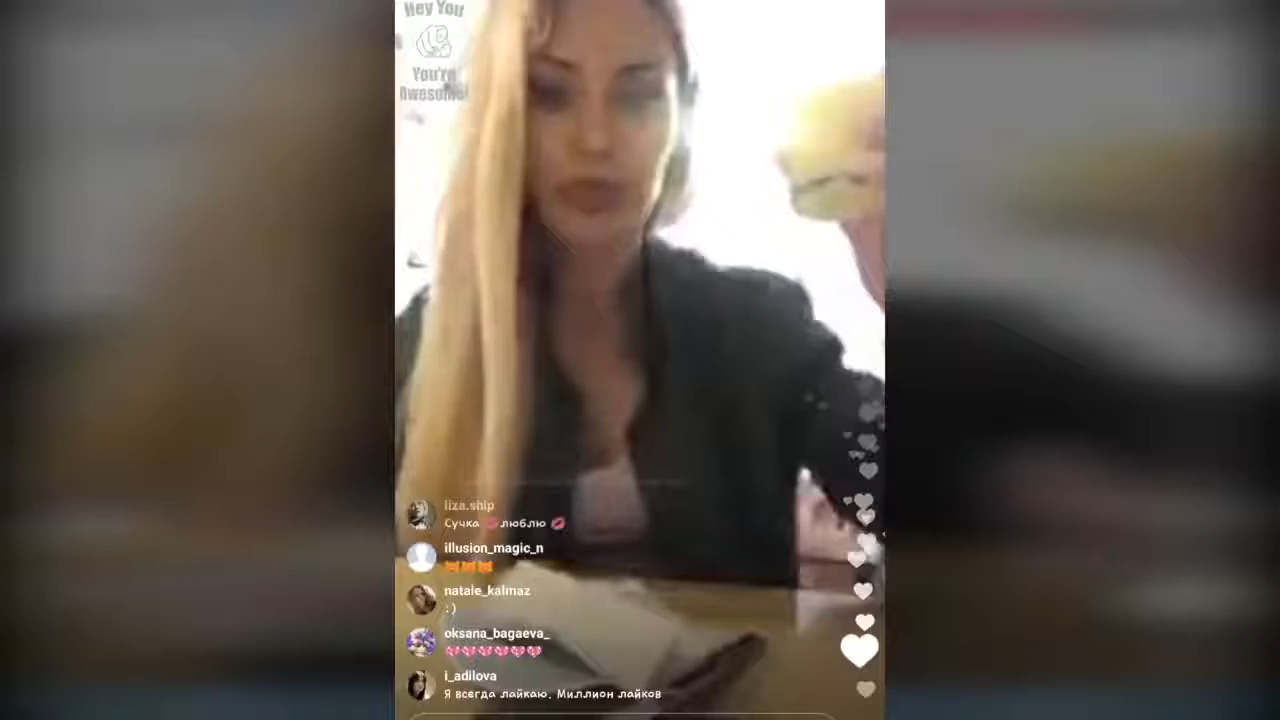 Hey You
You're
Awesome!
liza.ship
Сучка 💋люблю 💋
illusion_magic_n
natale_kalmaz
:)
oksana_bagaeva_
💖💖💖💖💖💖
i_adilova
Я всегда лайкаю. Миллион лайков